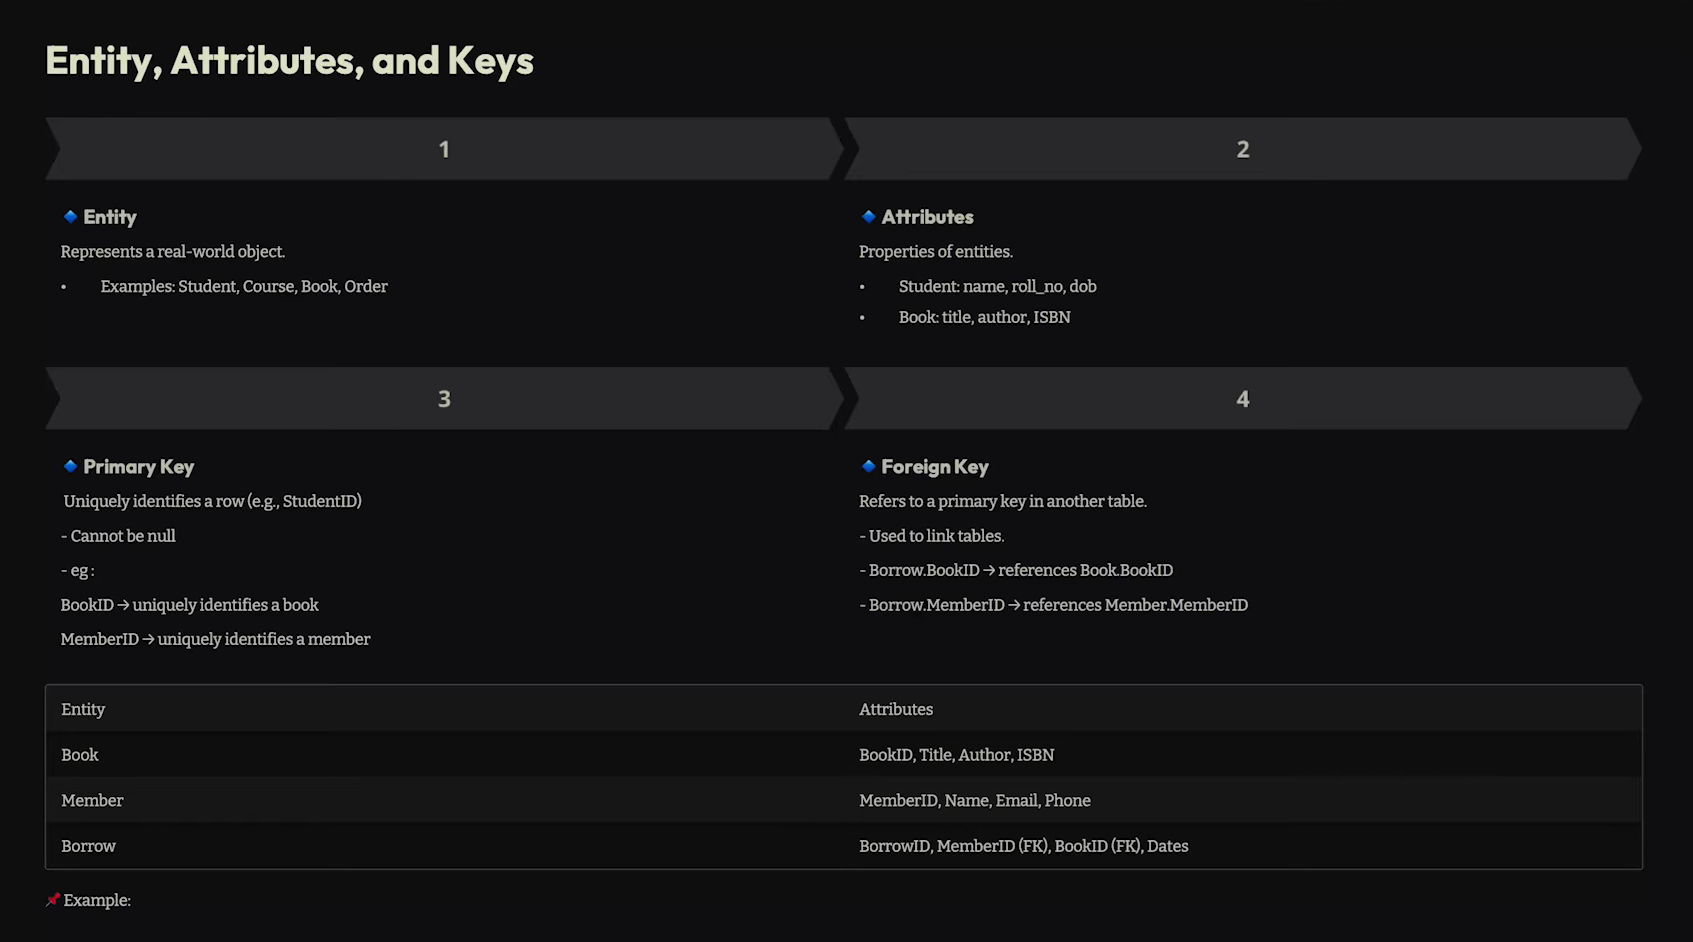 Entity, Attributes, and Keys
1
Entity
Represents a real-world object.
• Examples: Student, Course, Book, Order
2
Attributes
Properties of entities.
• Student: name, roll_no, dob
• Book: title, author, ISBN
3
Primary Key
Uniquely identifies a row (e.g., StudentID)
- Cannot be null
- eg :
BookID → uniquely identifies a book
MemberID → uniquely identifies a member
4
Foreign Key
Refers to a primary key in another table.
- Used to link tables.
- Borrow.BookID → references Book.BookID
- Borrow.MemberID → references Member.MemberID
Entity Attributes
Book BookID, Title, Author, ISBN
Member MemberID, Name, Email, Phone
Borrow BorrowID, MemberID (FK), BookID (FK), Dates
📌 Example: